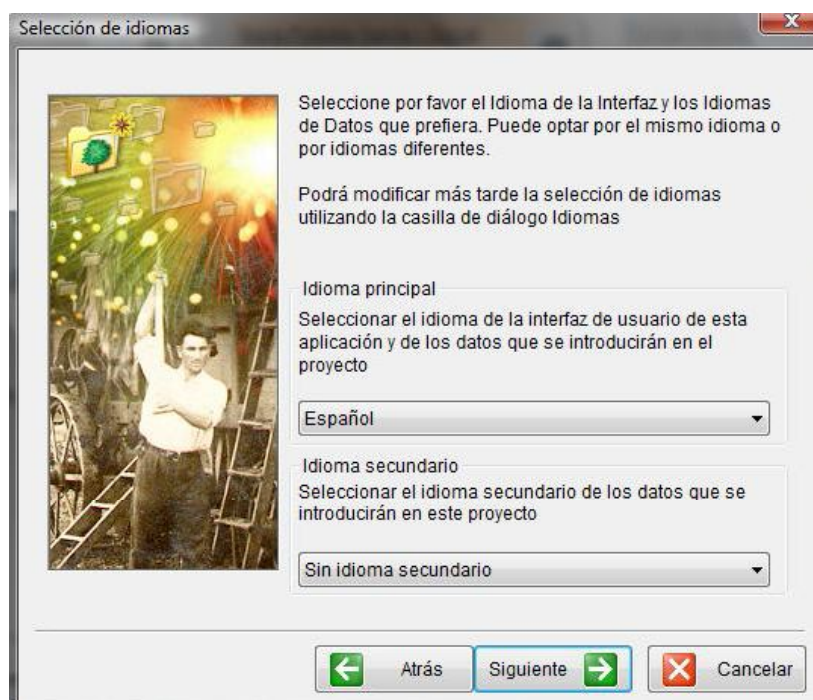 Selección de idiomas
Seleccione por favor el Idioma de la Interfaz y los Idiomas
de Datos que prefiera. Puede optar por el mismo idioma o
por idiomas diferentes.
Podrá modificar más tarde la selección de idiomas
utilizando la casilla de diálogo Idiomas
Idioma principal
Seleccionar el idioma de la interfaz de usuario de esta
aplicación y de los datos que se introducirán en el
proyecto
Español
Idioma secundario
Seleccionar el idioma secundario de los datos que se
introducirán en este proyecto
Sin idioma secundario
Atrás Siguiente Cancelar